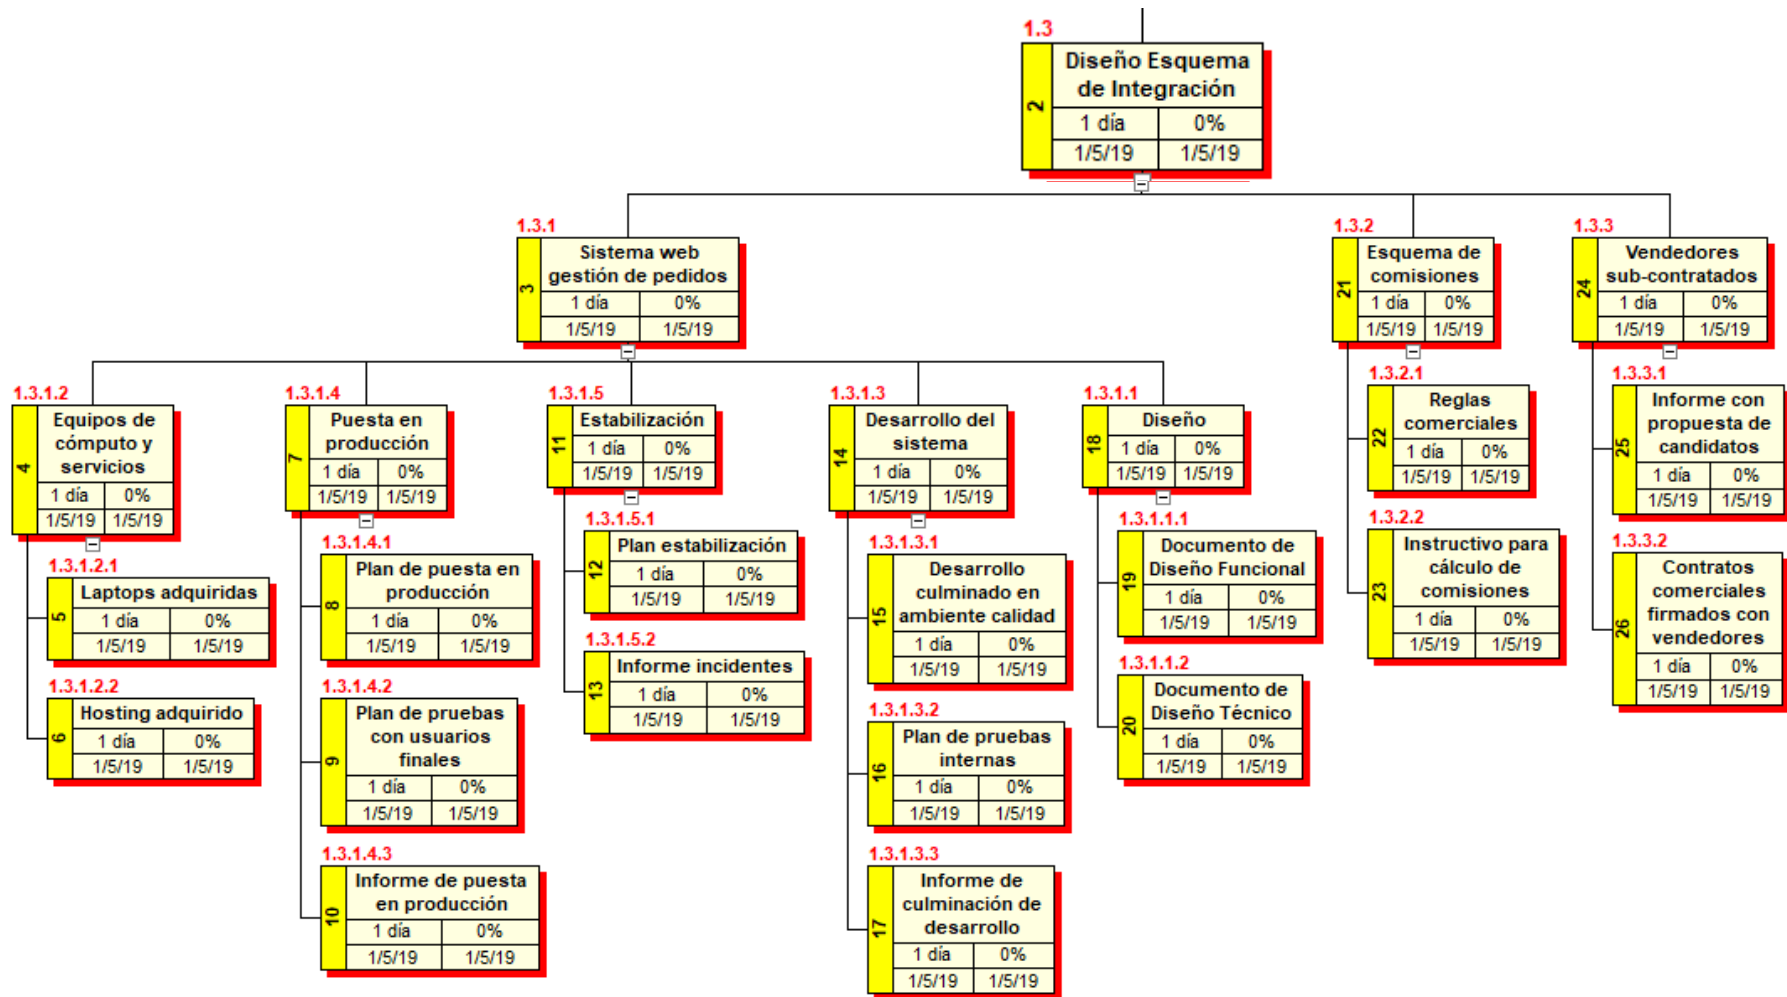 1.3
2
Diseño Esquema
de Integración
1 día 0%
1/5/19 1/5/19
1.3.1
3
Sistema web
gestión de pedidos
1 día 0%
1/5/19 1/5/19
1.3.2
21
Esquema de
comisiones
1 día 0%
1/5/19 1/5/19
1.3.3
24
Vendedores
sub-contratados
1 día 0%
1/5/19 1/5/19
1.3.1.2
4
Equipos de
cómputo y
servicios
1 día 0%
1/5/19 1/5/19
1.3.1.2.1
5
Laptops adquiridas
1 día 0%
1/5/19 1/5/19
1.3.1.2.2
6
Hosting adquirido
1 día 0%
1/5/19 1/5/19
1.3.1.4
7
Puesta en
producción
1 día 0%
1/5/19 1/5/19
1.3.1.4.1
8
Plan de puesta en
producción
1 día 0%
1/5/19 1/5/19
1.3.1.4.2
9
Plan de pruebas
con usuarios
finales
1 día 0%
1/5/19 1/5/19
1.3.1.4.3
10
Informe de puesta
en producción
1 día 0%
1/5/19 1/5/19
1.3.1.5
11
Estabilización
1 día 0%
1/5/19 1/5/19
1.3.1.5.1
12
Plan estabilización
1 día 0%
1/5/19 1/5/19
1.3.1.5.2
13
Informe incidentes
1 día 0%
1/5/19 1/5/19
1.3.1.3
14
Desarrollo del
sistema
1 día 0%
1/5/19 1/5/19
1.3.1.3.1
15
Desarrollo
culminado en
ambiente calidad
1 día 0%
1/5/19 1/5/19
1.3.1.3.2
16
Plan de pruebas
internas
1 día 0%
1/5/19 1/5/19
1.3.1.3.3
17
Informe de
culminación de
desarrollo
1 día 0%
1/5/19 1/5/19
1.3.1.1
18
Diseño
1 día 0%
1/5/19 1/5/19
1.3.1.1.1
19
Documento de
Diseño Funcional
1 día 0%
1/5/19 1/5/19
1.3.1.1.2
20
Documento de
Diseño Técnico
1 día 0%
1/5/19 1/5/19
1.3.2.1
22
Reglas
comerciales
1 día 0%
1/5/19 1/5/19
1.3.2.2
23
Instructivo para
cálculo de
comisiones
1 día 0%
1/5/19 1/5/19
1.3.3.1
25
Informe con
propuesta de
candidatos
1 día 0%
1/5/19 1/5/19
1.3.3.2
26
Contratos
comerciales
firmados con
vendedores
1 día 0%
1/5/19 1/5/19